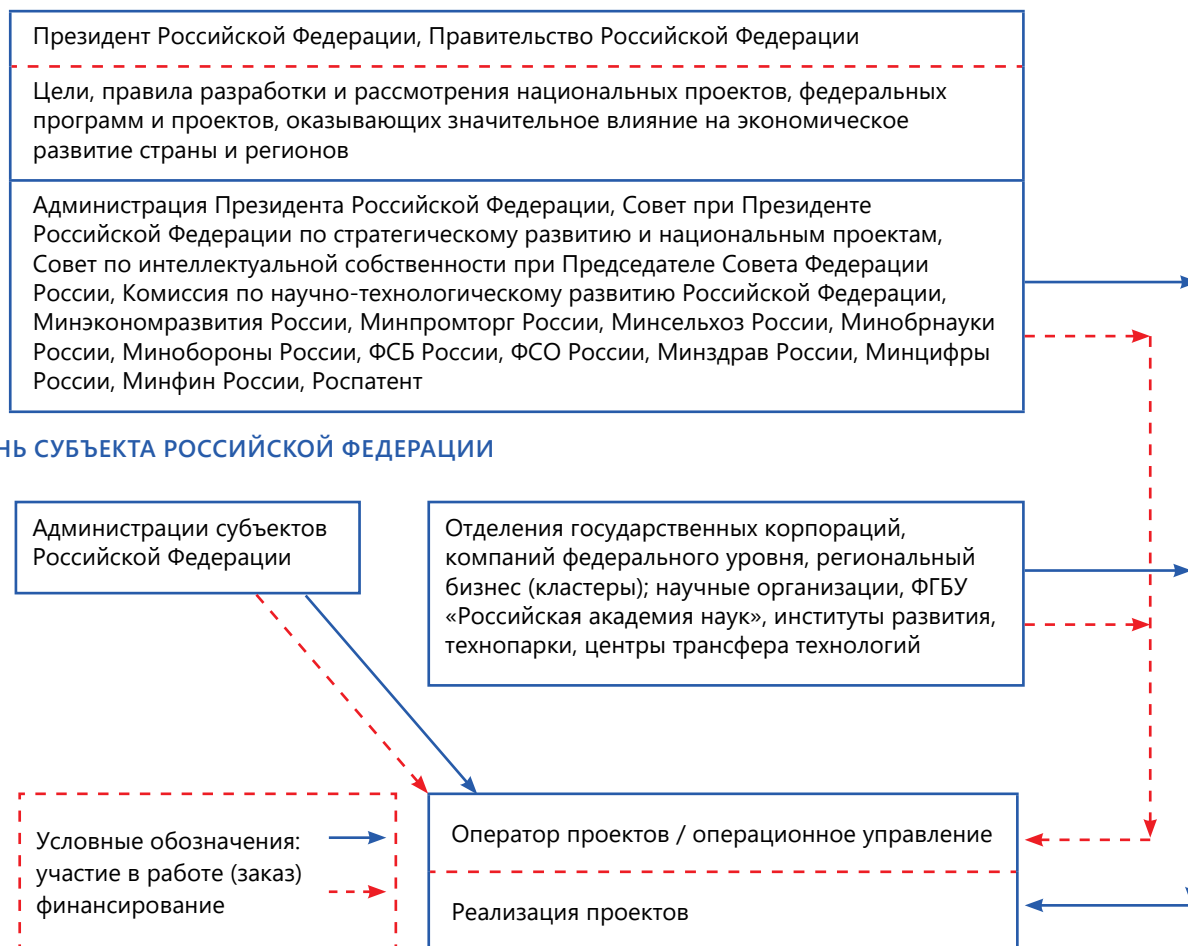 Президент Российской Федерации, Правительство Российской Федерации
Цели, правила разработки и рассмотрения национальных проектов, федеральных
программ и проектов, оказывающих значительное влияние на экономическое
развитие страны и регионов
Администрация Президента Российской Федерации, Совет при Президенте
Российской Федерации по стратегическому развитию и национальным проектам,
Совет по интеллектуальной собственности при Председателе Совета Федерации
России, Комиссия по научно-технологическому развитию Российской Федерации,
Минэкономразвития России, Минпромторг России, Минсельхоз России, Минобрнауки
России, Минобороны России, ФСБ России, ФСО России, Минздрав России, Минцифры
России, Минфин России, Роспатент
НЬ СУБЪЕКТА РОССИЙСКОЙ ФЕДЕРАЦИИ
Администрации субъектов
Российской Федерации
Отделения государственных корпораций,
компаний федерального уровня, региональный
бизнес (кластеры); научные организации, ФГБУ
«Российская академия наук», институты развития,
технопарки, центры трансфера технологий
Условные обозначения:
участие в работе (заказ)
финансирование
Оператор проектов / операционное управление
Реализация проектов